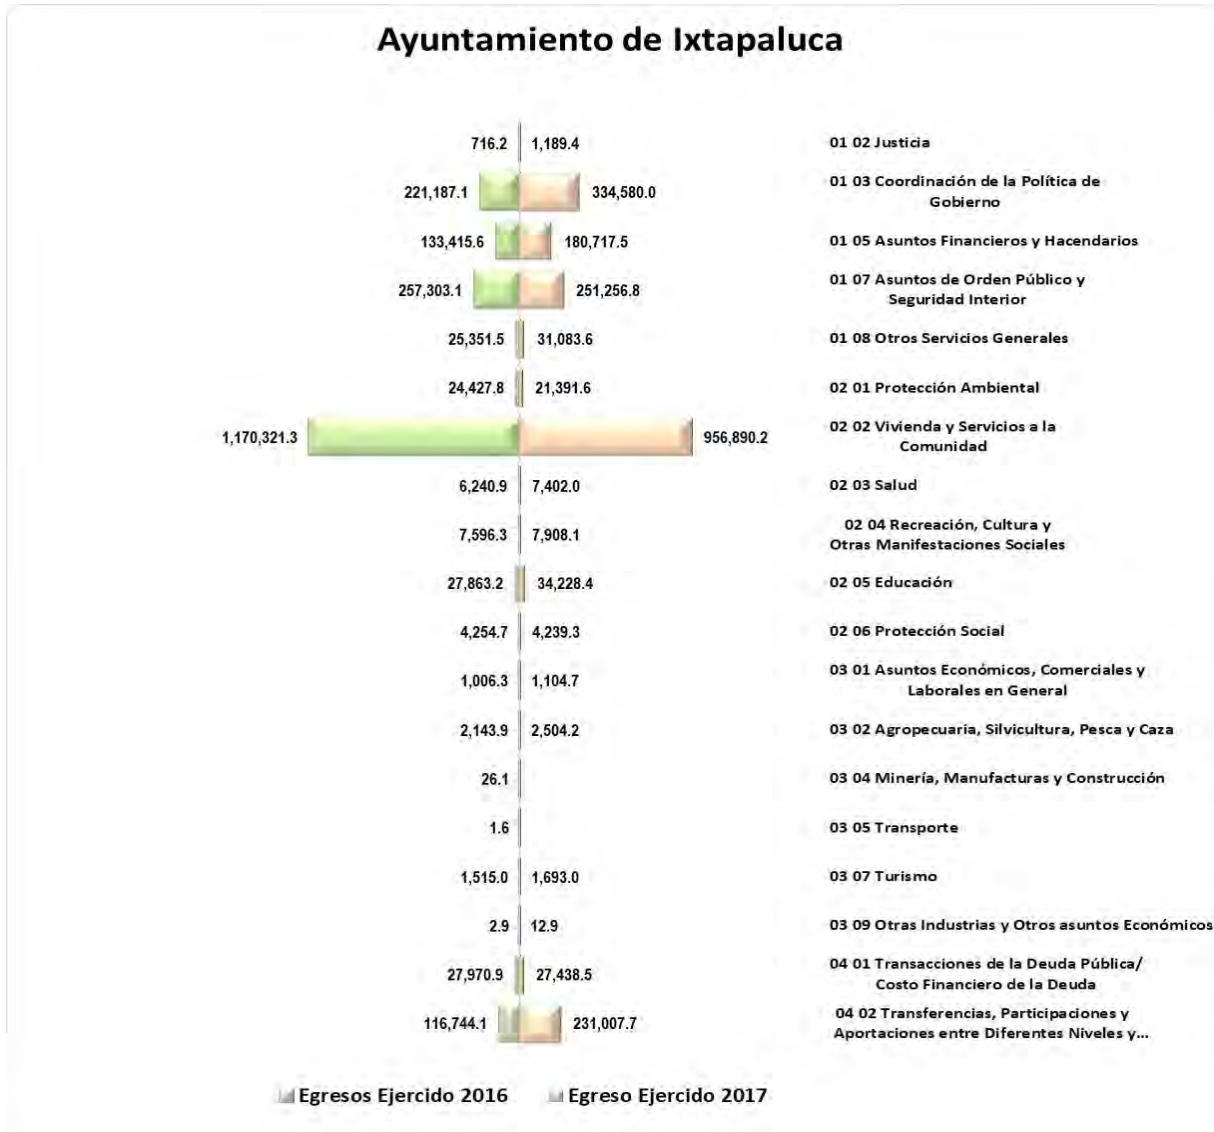 Ayuntamiento de Ixtapaluca
716.2 1,189.4 01 02 Justicia
221,187.1 334,580.0 01 03 Coordinación de la Política de
Gobierno
133,415.6 180,717.5 01 05 Asuntos Financieros y Hacendarios
257,303.1 251,256.8 01 07 Asuntos de Orden Público y
Seguridad Interior
25,351.5 31,083.6 01 08 Otros Servicios Generales
24,427.8 21,391.6 02 01 Protección Ambiental
1,170,321.3 956,890.2 02 02 Vivienda y Servicios a la
Comunidad
6,240.9 7,402.0 02 03 Salud
7,596.3 7,908.1 02 04 Recreación, Cultura y
Otras Manifestaciones Sociales
27,863.2 34,228.4 02 05 Educación
4,254.7 4,239.3 02 06 Protección Social
1,006.3 1,104.7 03 01 Asuntos Económicos, Comerciales y
Laborales en General
2,143.9 2,504.2 03 02 Agropecuaria, Silvicultura, Pesca y Caza
26.1 03 04 Minería, Manufacturas y Construcción
1.6 03 05 Transporte
1,515.0 1,693.0 03 07 Turismo
2.9 12.9 03 09 Otras Industrias y Otros asuntos Económicos
27,970.9 27,438.5 04 01 Transacciones de la Deuda Pública/
Costo Financiero de la Deuda
116,744.1 231,007.7 04 02 Transferencias, Participaciones y
Aportaciones entre Diferentes Niveles y...
Egresos Ejercido 2016 Egreso Ejercido 2017